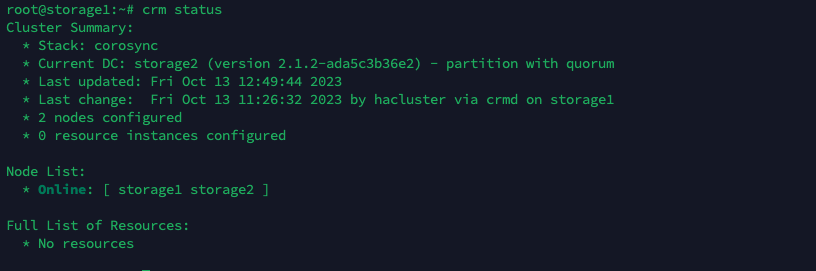 root@storage1:~# crm status
Cluster Summary:
  * Stack: corosync
  * Current DC: storage2 (version 2.1.2-ada5c3b36e2) - partition with quorum
  * Last updated: Fri Oct 13 12:49:44 2023
  * Last change:  Fri Oct 13 11:26:32 2023 by hacluster via crmd on storage1
  * 2 nodes configured
  * 0 resource instances configured

Node List:
  * Online: [ storage1 storage2 ]

Full List of Resources:
  * No resources